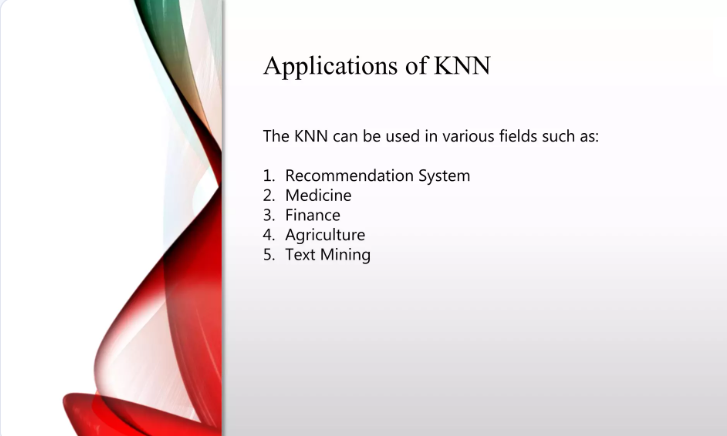 Applications of KNN
The KNN can be used in various fields such as:
1. Recommendation System
2. Medicine
3. Finance
4. Agriculture
5. Text Mining